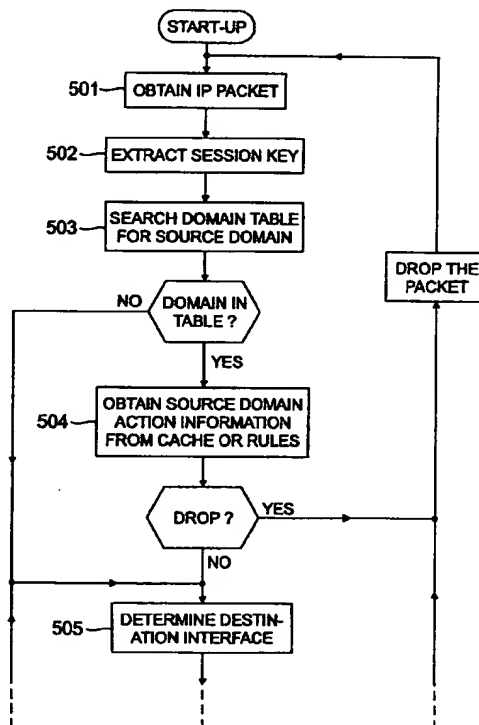 START-UP
501
OBTAIN IP PACKET
502
EXTRACT SESSION KEY
503
SEARCH DOMAIN TABLE
FOR SOURCE DOMAIN
DROP THE
PACKET
NO
DOMAIN IN
TABLE ?
YES
504
OBTAIN SOURCE DOMAIN
ACTION INFORMATION
FROM CACHE OR RULES
DROP ?
YES
NO
505
DETERMINE DESTIN-
ATION INTERFACE